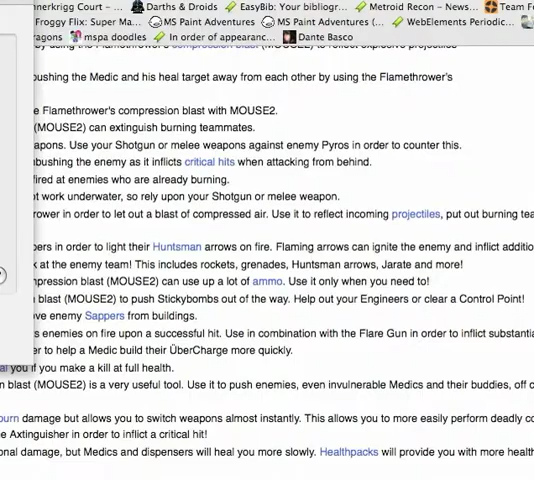 nnerkrigg Court - ... Darths & Droids EasyBib: Your bibliogr... Metroid Recon - News... Team F
Froggy Flix: Super Ma... MS Paint Adventures MS Paint Adventures (... WebElements Periodic...
ragons mspa doodles In order of appearanc... Dante Basco
by using the Flamethrower's compression blast (MOUSE2) to reflect explosive projectiles
bushing the Medic and his heal target away from each other by using the Flamethrower's
e Flamethrower's compression blast with MOUSE2.
(MOUSE2) can extinguish burning teammates.
apons. Use your Shotgun or melee weapons against enemy Pyros in order to counter this.
mbushing the enemy as it inflicts critical hits when attacking from behind.
fired at enemies who are already burning.
ot work underwater, so rely upon your Shotgun or melee weapon.
rower in order to let out a blast of compressed air. Use it to reflect incoming projectiles, put out burning tea
pers in order to light their Huntsman arrows on fire. Flaming arrows can ignite the enemy and inflict additio
k at the enemy team! This includes rockets, grenades, Huntsman arrows, Jarate and more!
mpression blast (MOUSE2) can use up a lot of ammo. Use it only when you need to!
n blast (MOUSE2) to push Stickybombs out of the way. Help out your Engineers or clear a Control Point!
ove enemy Sappers from buildings.
s enemies on fire upon a successful hit. Use in combination with the Flare Gun in order to inflict substantia
er to help a Medic build their ÜberCharge more quickly.
al you if you make a kill at full health.
n blast (MOUSE2) is a very useful tool. Use it to push enemies, even invulnerable Medics and their buddies, off c
burn damage but allows you to switch weapons almost instantly. This allows you to more easily perform deadly co
e Axtinguisher in order to inflict a critical hit!
onal damage, but Medics and dispensers will heal you more slowly. Healthpacks will provide you with more healt